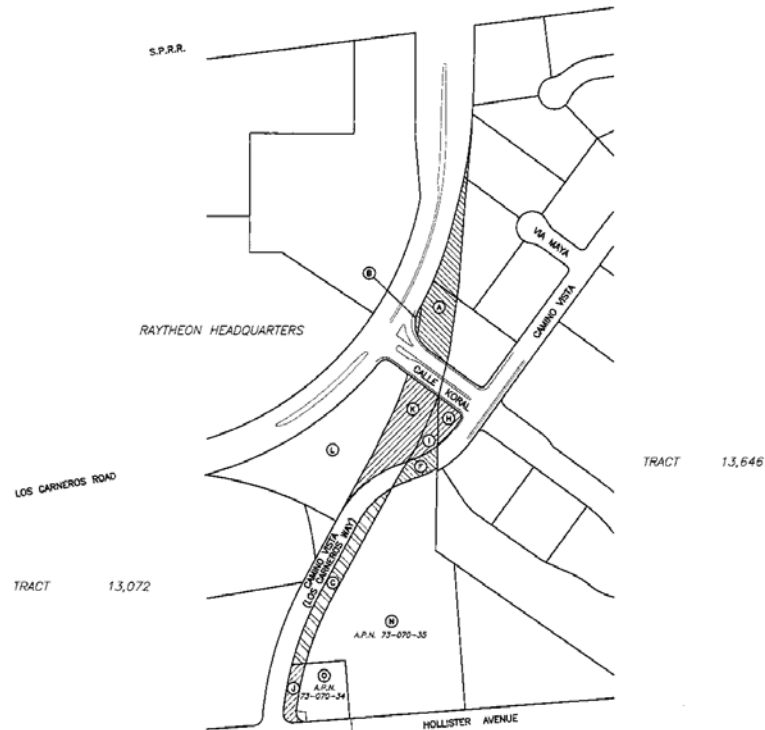 S.P.R.R.
VIA MAYA
B
A
CAMINO VISTA
RAYTHEON HEADQUARTERS
CALLE KORAL
K
H
I
L
F
TRACT 13,646
LOS CARNEROS ROAD
CAMINO VISTA
(LOS CARNEROS WAY)
C
TRACT 13,072
N
A.P.N. 73-070-35
O
A.P.N.
73-070-34
J
HOLLISTER AVENUE